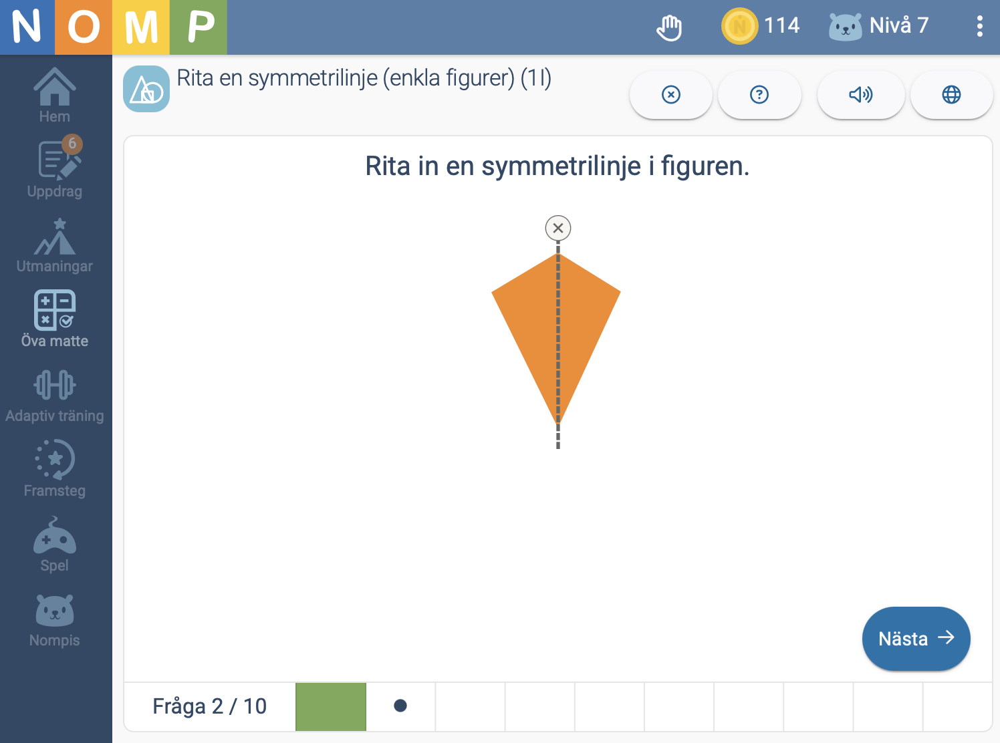 NOMP
114
Nivå 7
Hem
6
Uppdrag
Utmaningar
Öva matte
Adaptiv träning
Framsteg
Spel
Nompis
Rita en symmetrilinje (enkla figurer) (1I)
Rita in en symmetrilinje i figuren.
Nästa
Fråga 2 / 10